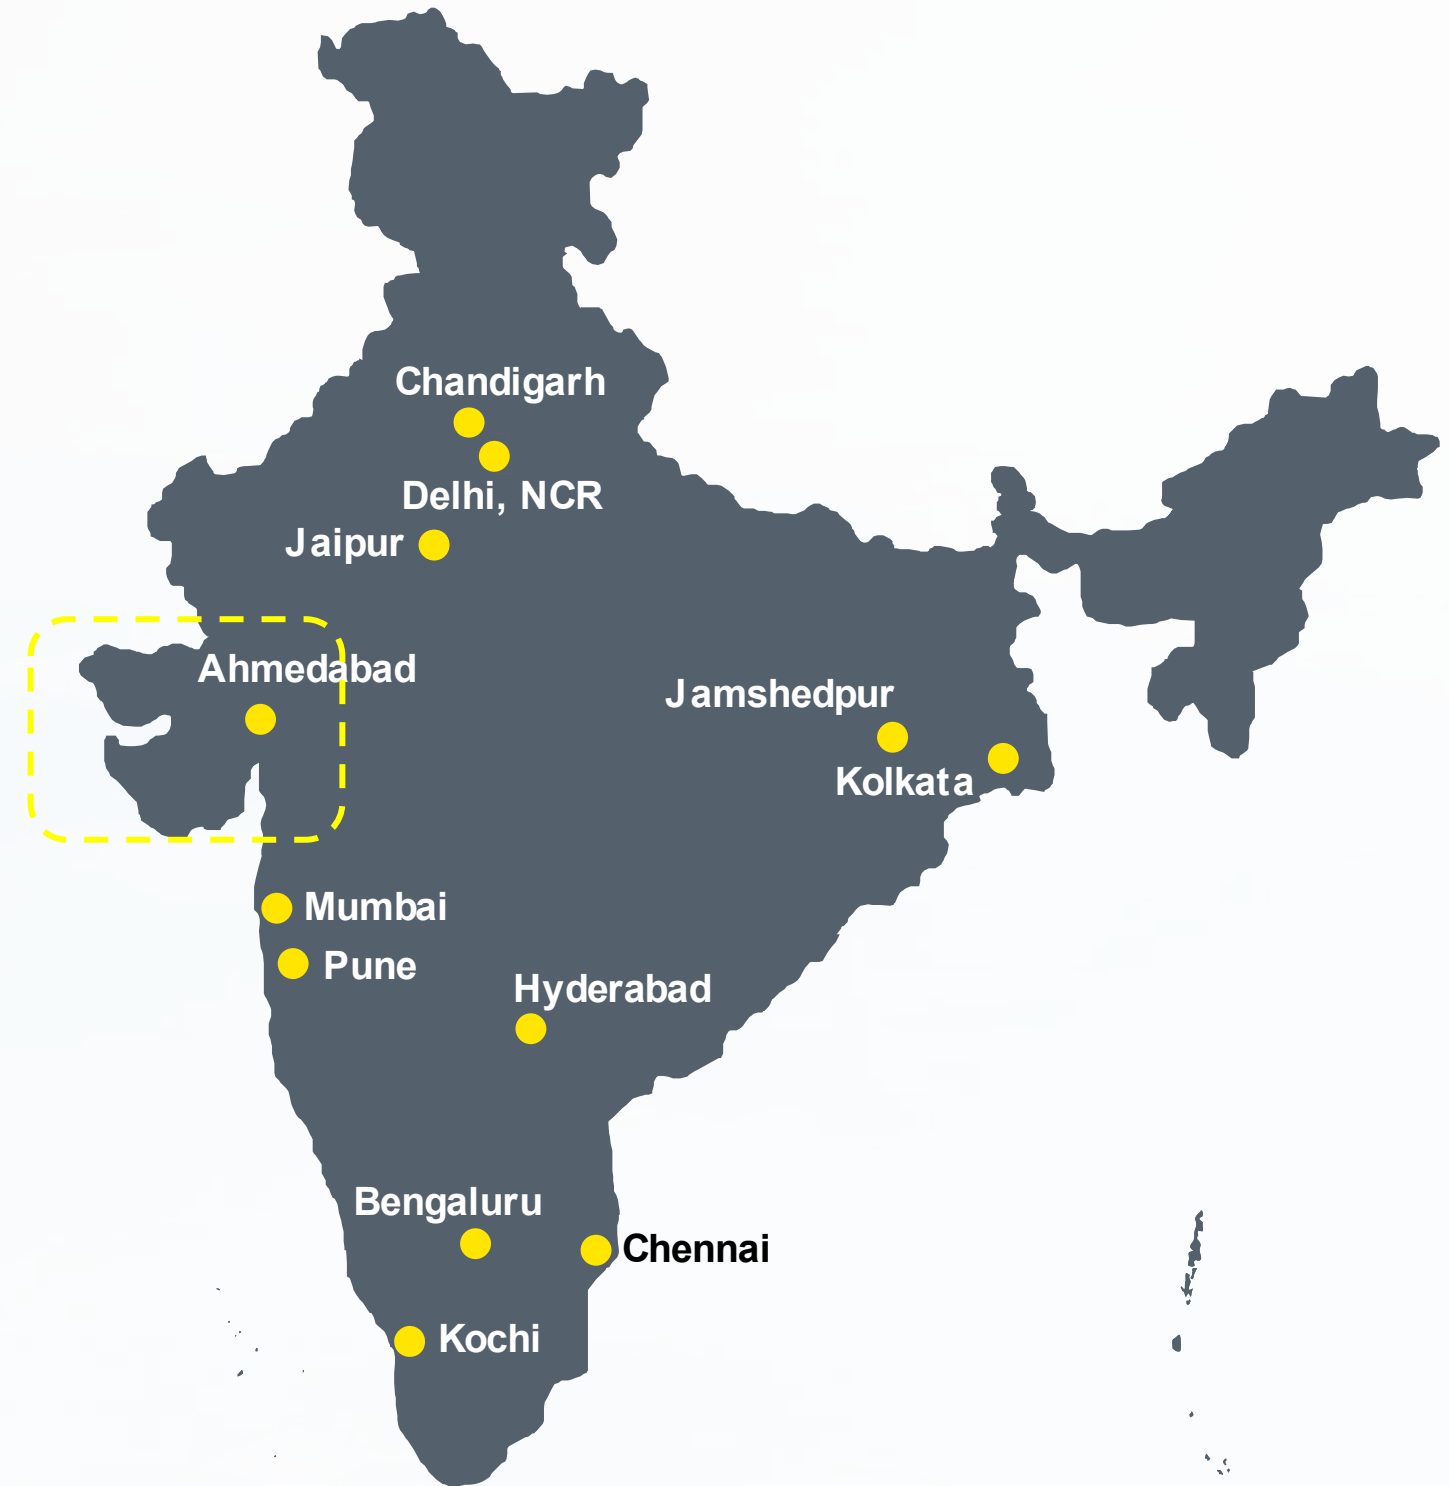 Chandigarh
Delhi, NCR
Jaipur
Ahmedabad
Jamshedpur
Kolkata
Mumbai
Pune
Hyderabad
Bengaluru
Chennai
Kochi